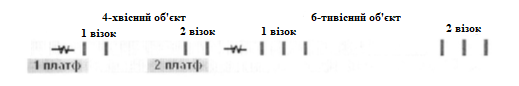 4-хвісний об'єкт 6-тивісний об'єкт
1 візок 2 візок 1 візок 2 візок
1 платф 2 платф